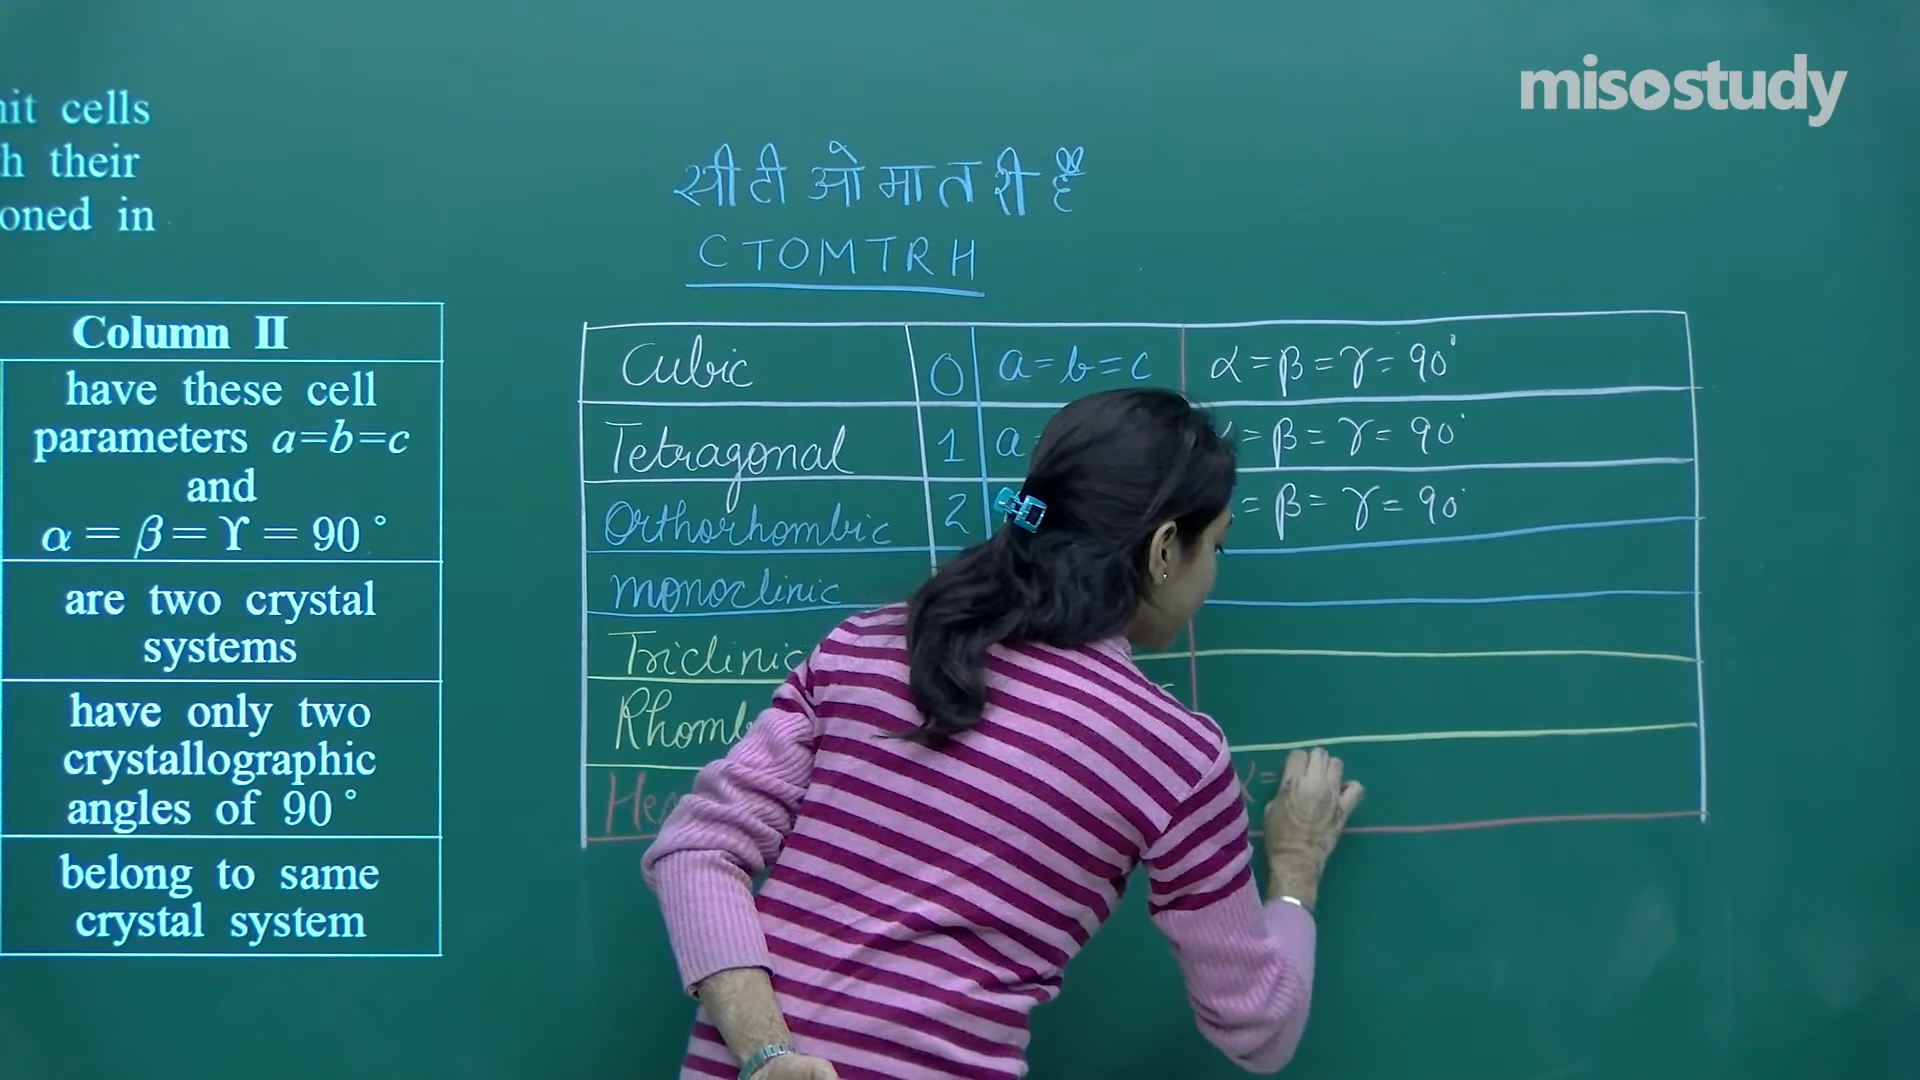 misostudy
nit cells
h their
oned in
Column II
have these cell
parameters a=b=c
and
α = β = ϒ = 90°
are two crystal
systems
have only two
crystallographic
angles of 90°
belong to same
crystal system
सीटी ओ मा त री है
CTOMTRH
Cubic 0 a=b=c α=β=γ=90°
Tetragonal 1 a =β=γ=90°
Orthorhombic 2 =β=γ=90°
monoclinic
Triclinic
Rhomb
He α=